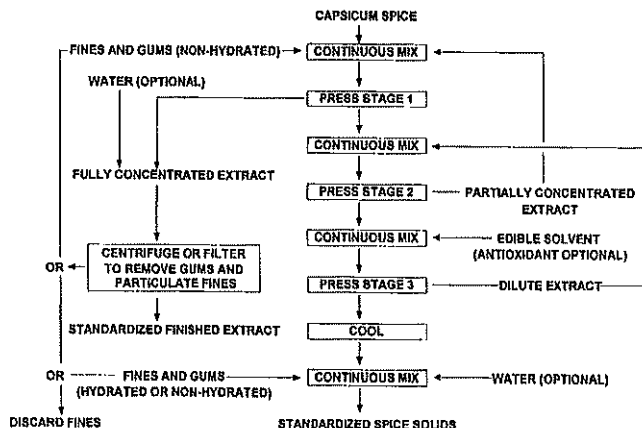 CAPSICUM SPICE
FINES AND GUMS (NON-HYDRATED)
CONTINUOUS MIX
WATER (OPTIONAL)
PRESS STAGE 1
CONTINUOUS MIX
FULLY CONCENTRATED EXTRACT
PRESS STAGE 2
PARTIALLY CONCENTRATED
EXTRACT
CONTINUOUS MIX
EDIBLE SOLVENT
(ANTIOXIDANT OPTIONAL)
OR
CENTRIFUGE OR FILTER
TO REMOVE GUMS AND
PARTICULATE FINES
PRESS STAGE 3
DILUTE EXTRACT
STANDARDIZED FINISHED EXTRACT
COOL
OR
FINES AND GUMS
(HYDRATED OR NON-HYDRATED)
CONTINUOUS MIX
WATER (OPTIONAL)
DISCARD FINES
STANDARDIZED SPICE SOLIDS